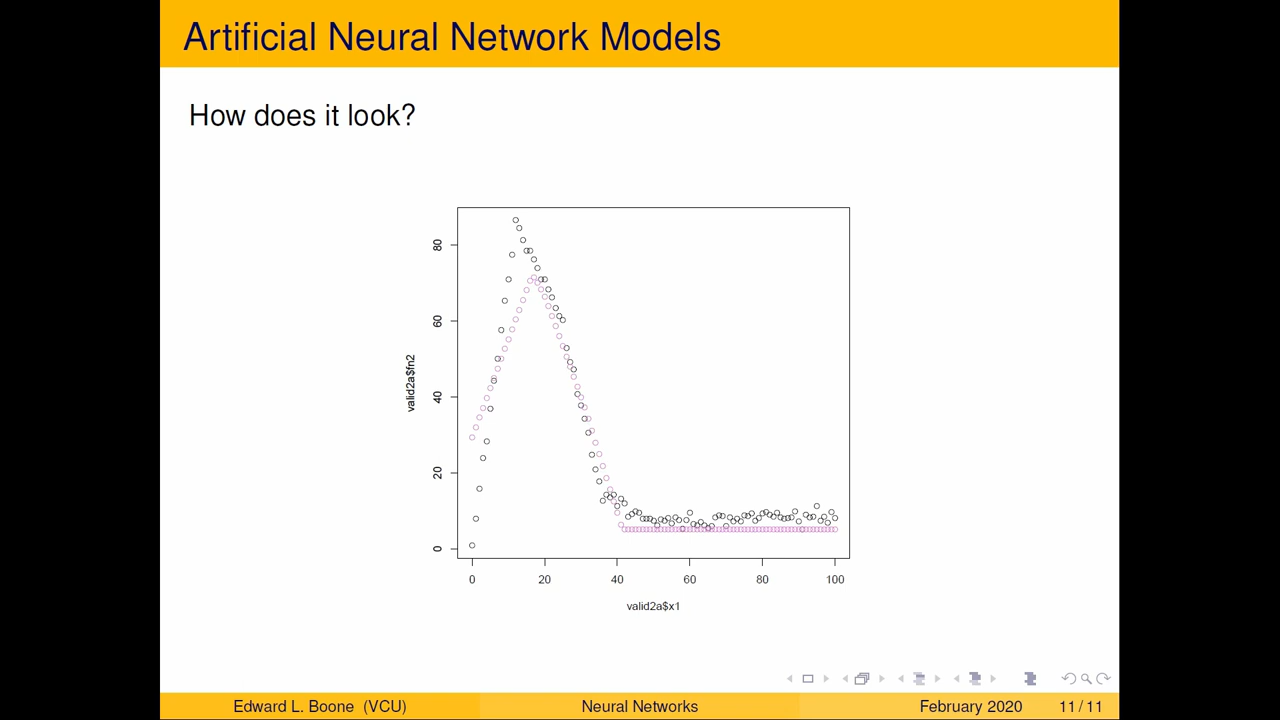 Artificial Neural Network Models
How does it look?
80
60
40
20
0
valid2a$fn2
0 20 40 60 80 100
valid2a$x1
Edward L. Boone (VCU) Neural Networks February 2020 11 / 11